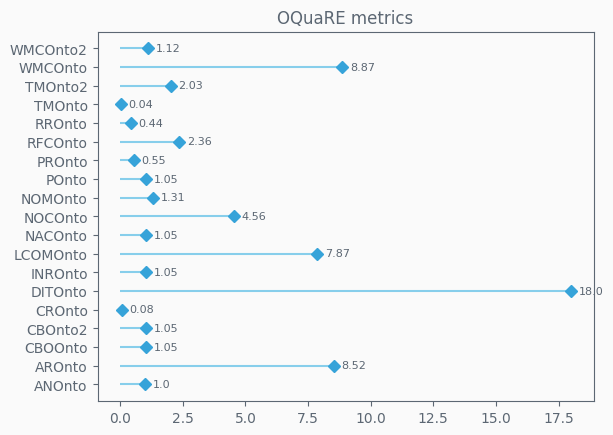 OQuaRE metrics
WMCOnto2 1.12
WMCOnto 8.87
TMOnto2 2.03
TMOnto 0.04
RROnto 0.44
RFCOnto 2.36
PROnto 0.55
POnto 1.05
NOMOnto 1.31
NOCOnto 4.56
NACOnto 1.05
LCOMOnto 7.87
INROnto 1.05
DITOnto 18.0
CROnto 0.08
CBOnto2 1.05
CBOOnto 1.05
AROnto 8.52
ANOnto 1.0
0.0 2.5 5.0 7.5 10.0 12.5 15.0 17.5